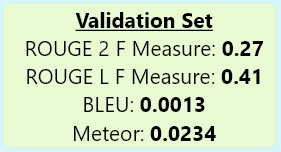 Validation Set
ROUGE 2 F Measure: 0.27
ROUGE L F Measure: 0.41
BLEU: 0.0013
Meteor: 0.0234